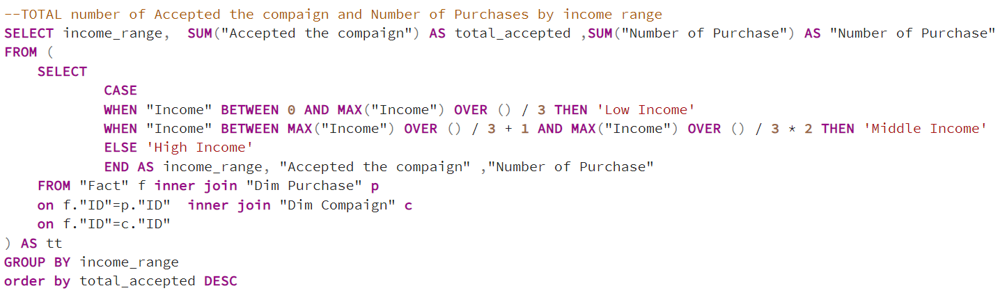 --TOTAL number of Accepted the compaign and Number of Purchases by income range
SELECT income_range,  SUM("Accepted the compaign") AS total_accepted ,SUM("Number of Purchase") AS "Number of Purchase"
FROM (
    SELECT
            CASE
            WHEN "Income" BETWEEN 0 AND MAX("Income") OVER () / 3 THEN 'Low Income'
            WHEN "Income" BETWEEN MAX("Income") OVER () / 3 + 1 AND MAX("Income") OVER () / 3 * 2 THEN 'Middle Income'
            ELSE 'High Income'
            END AS income_range, "Accepted the compaign" ,"Number of Purchase"
    FROM "Fact" f inner join "Dim Purchase" p
    on f."ID"=p."ID"  inner join "Dim Compaign" c
    on f."ID"=c."ID"
) AS tt
GROUP BY income_range
order by total_accepted DESC